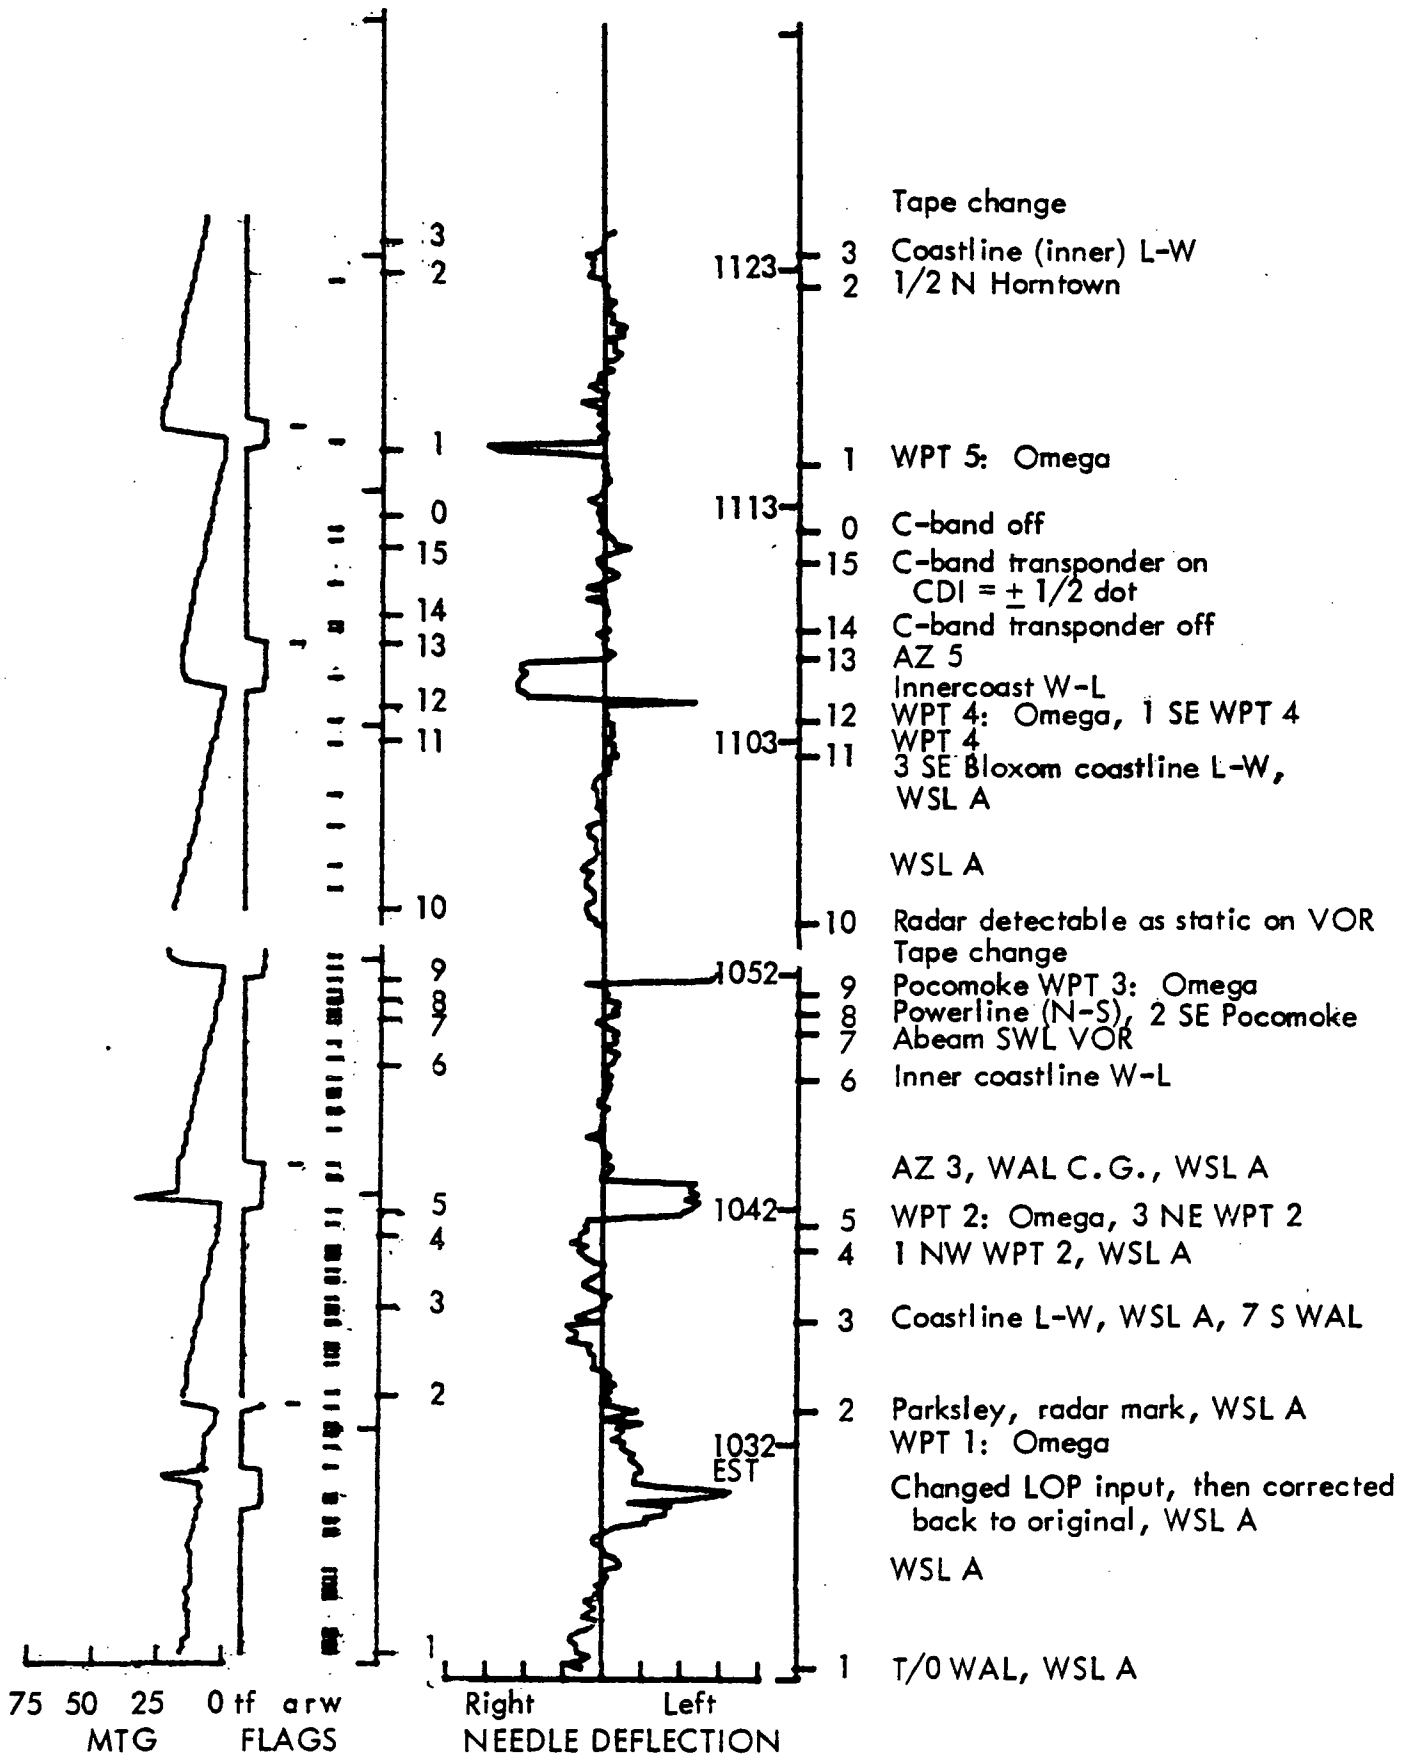 Tape change
3
2
1123
3 Coastline (inner) L-W
2 1/2 N Horntown
1
1 WPT 5: Omega
0
1113
0 C-band off
15
15 C-band transponder on
CDI = ± 1/2 dot
14
14 C-band transponder off
13
13 AZ 5
Innercoast W-L
12
12 WPT 4: Omega, 1 SE WPT 4
WPT 4
11
1103
11 3 SE Bloxom coastline L-W,
WSL A
WSL A
10
10 Radar detectable as static on VOR
Tape change
9
1052
9 Pocomoke WPT 3: Omega
8
8 Powerline (N-S), 2 SE Pocomoke
7
7 Abeam SWL VOR
6
6 Inner coastline W-L
AZ 3, WAL C.G., WSL A
5
1042
5 WPT 2: Omega, 3 NE WPT 2
4
4 1 NW WPT 2, WSL A
3
3 Coastline L-W, WSL A, 7 S WAL
2
2 Parksley, radar mark, WSL A
1032
EST
WPT 1: Omega
Changed LOP input, then corrected
back to original, WSL A
WSL A
1
1 T/O WAL, WSL A
75 50 25 0 tf a r w
Right Left
MTG FLAGS NEEDLE DEFLECTION